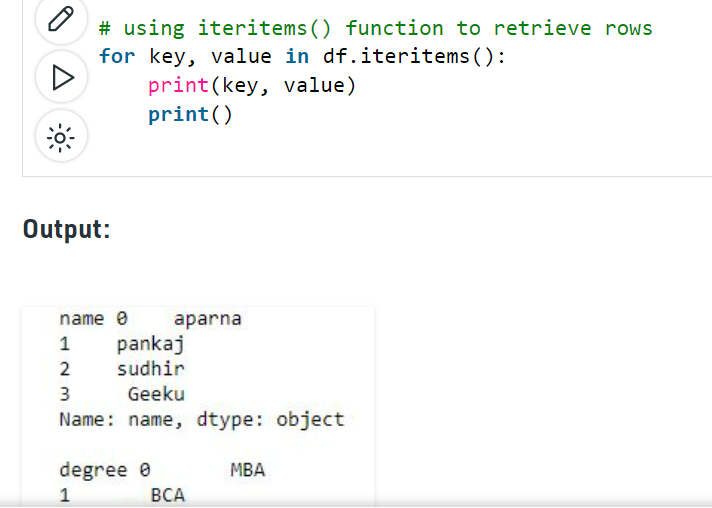 # using iteritems() function to retrieve rows
for key, value in df.iteritems():
    print(key, value)
    print()
Output:
name 0    aparna
1    pankaj
2    sudhir
3     Geeku
Name: name, dtype: object
degree 0       MBA
1       BCA